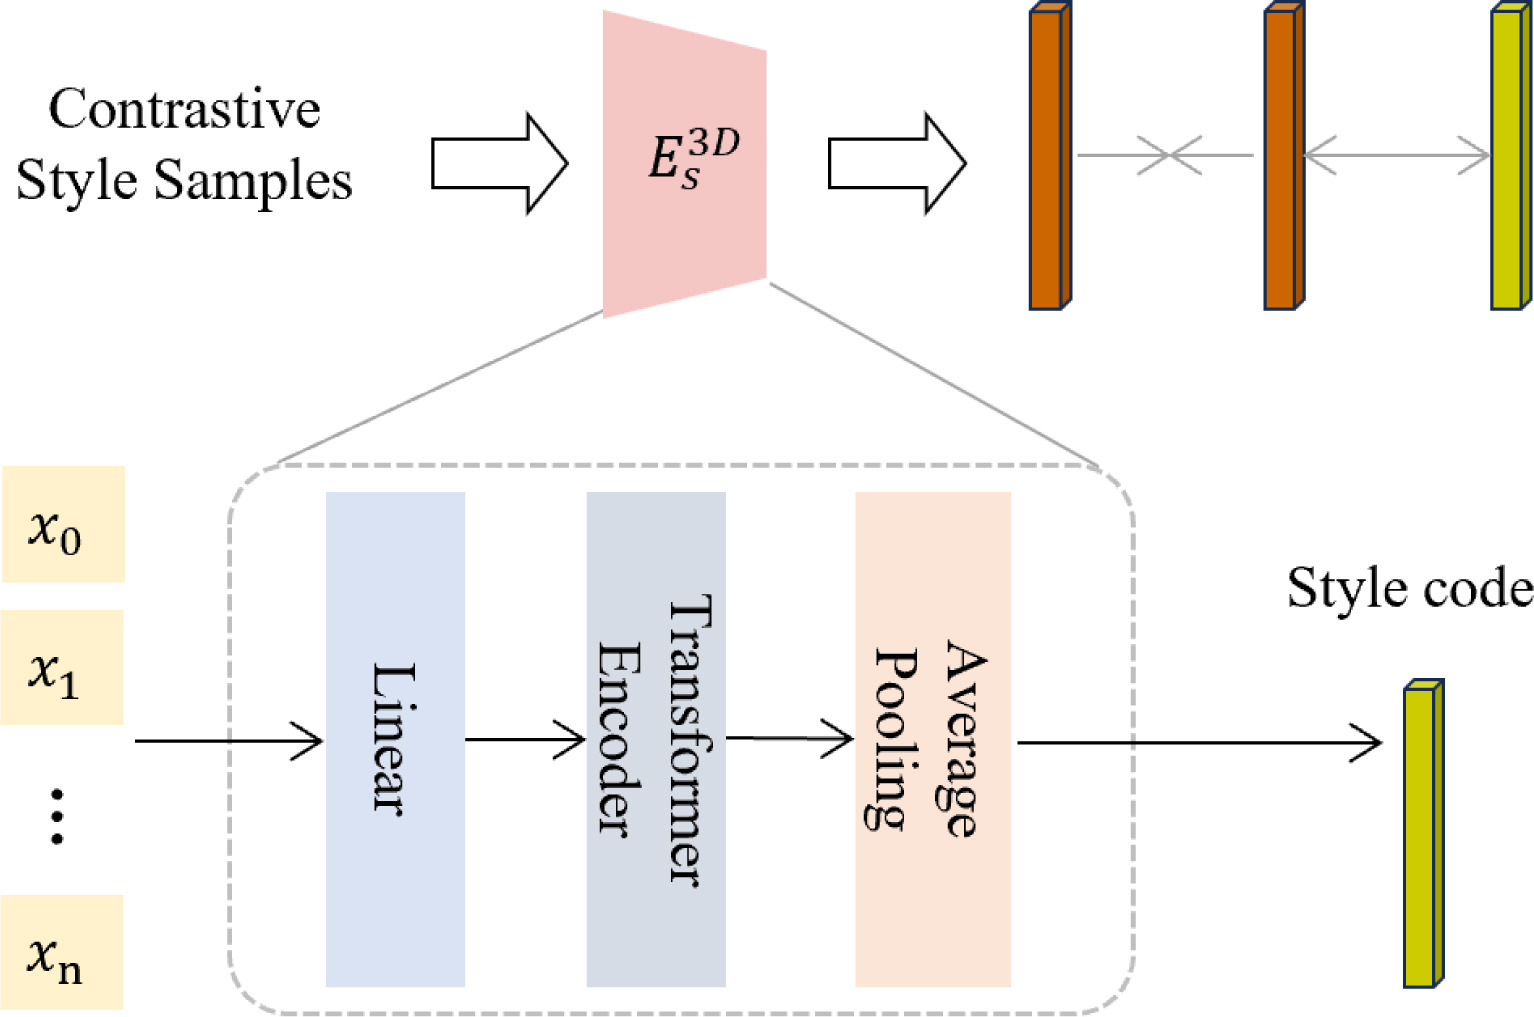 Contrastive
Style Samples
E_s^{3D}
x_0
x_1
⋮
x_n
Linear
Transformer
Encoder
Average
Pooling
Style code